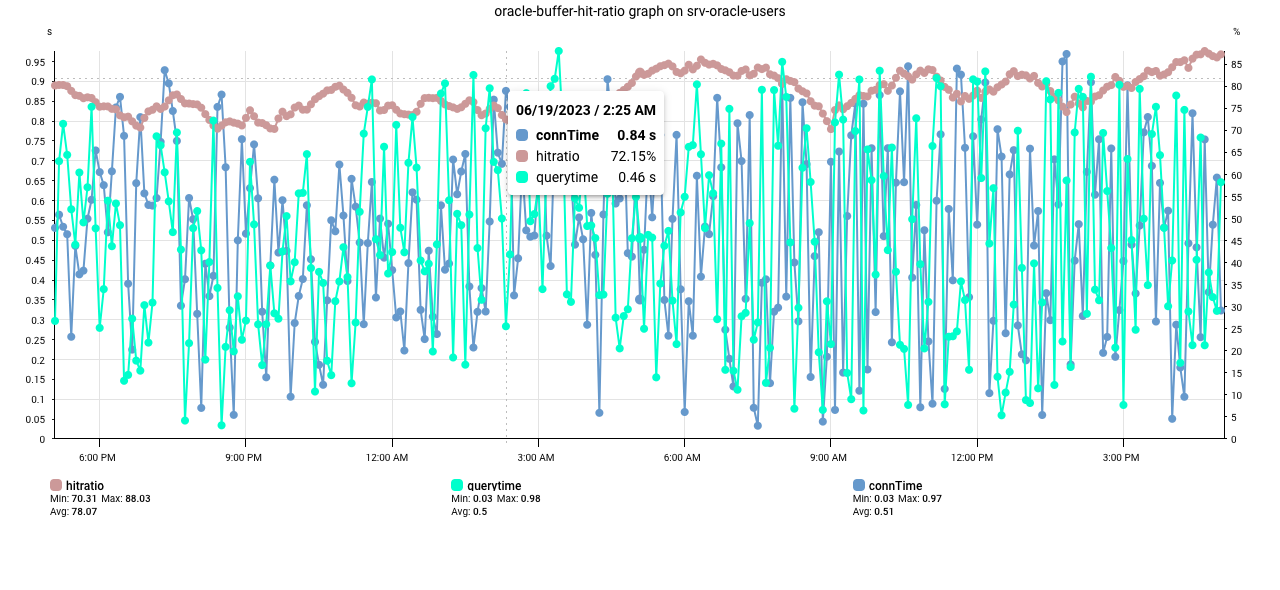 oracle-buffer-hit-ratio graph on srv-oracle-users
s
%
0.95
0.9
0.85
0.8
0.75
0.7
0.65
0.6
0.55
0.5
0.45
0.4
0.35
0.3
0.25
0.2
0.15
0.1
0.05
0
85
80
75
70
65
60
55
50
45
40
35
30
25
20
15
10
5
0
06/19/2023 / 2:25 AM
connTime 0.84 s
hitratio 72.15%
querytime 0.46 s
6:00 PM 9:00 PM 12:00 AM 3:00 AM 6:00 AM 9:00 AM 12:00 PM 3:00 PM
hitratio
Min: 70.31 Max: 88.03
Avg: 78.07
querytime
Min: 0.03 Max: 0.98
Avg: 0.5
connTime
Min: 0.03 Max: 0.97
Avg: 0.51